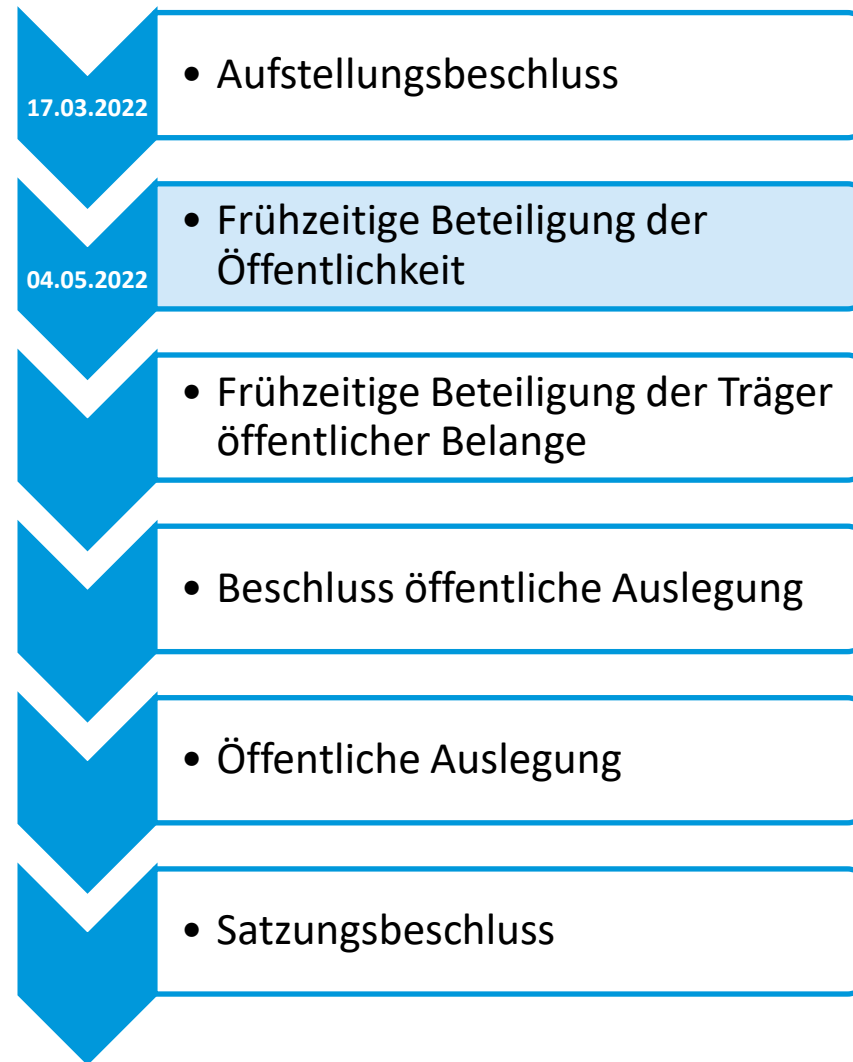 17.03.2022
• Aufstellungsbeschluss
04.05.2022
• Frühzeitige Beteiligung der
Öffentlichkeit
• Frühzeitige Beteiligung der Träger
öffentlicher Belange
• Beschluss öffentliche Auslegung
• Öffentliche Auslegung
• Satzungsbeschluss